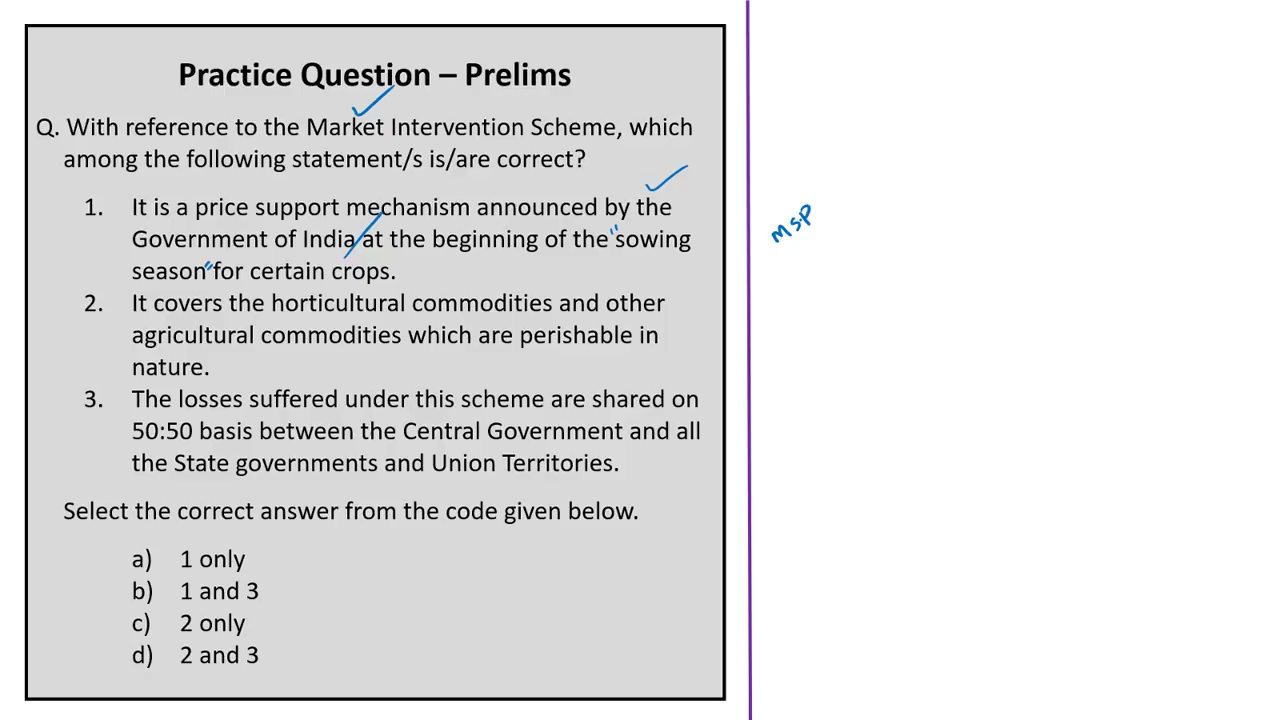 Practice Question – Prelims
Q. With reference to the Market Intervention Scheme, which
among the following statement/s is/are correct?
1. It is a price support mechanism announced by the
Government of India at the beginning of the "sowing
season" for certain crops.
MSP
2. It covers the horticultural commodities and other
agricultural commodities which are perishable in
nature.
3. The losses suffered under this scheme are shared on
50:50 basis between the Central Government and all
the State governments and Union Territories.
Select the correct answer from the code given below.
a) 1 only
b) 1 and 3
c) 2 only
d) 2 and 3